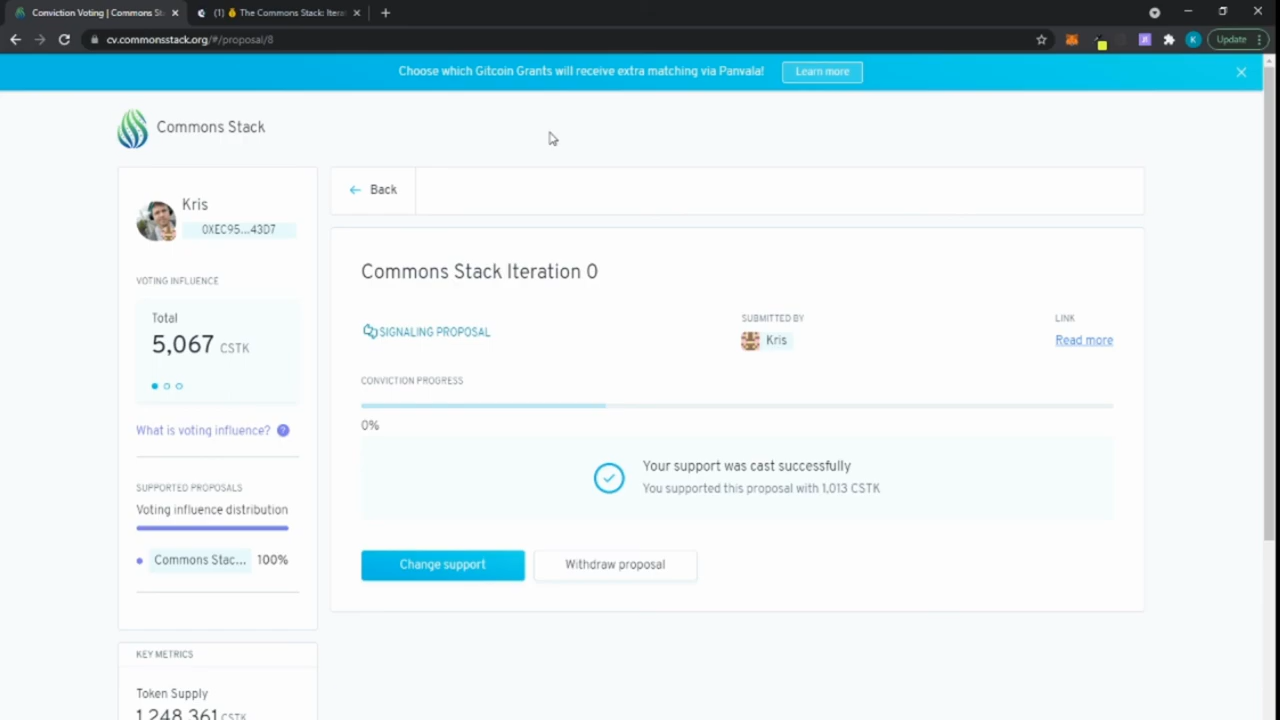 Conviction Voting | Commons St
(1) 💰 The Commons Stack: Itera
cv.commonsstack.org/#/proposal/8
K
Update
Choose which Gitcoin Grants will receive extra matching via Panvala!
Learn more
Commons Stack
Kris
0XEC95...43D7
VOTING INFLUENCE
Total
5,067 CSTK
What is voting influence? ?
SUPPORTED PROPOSALS
Voting influence distribution
Commons Stac... 100%
KEY METRICS
Token Supply
1,248,361 CSTK
Back
Commons Stack Iteration 0
SIGNALING PROPOSAL
SUBMITTED BY
Kris
LINK
Read more
CONVICTION PROGRESS
0%
Your support was cast successfully
You supported this proposal with 1,013 CSTK
Change support
Withdraw proposal